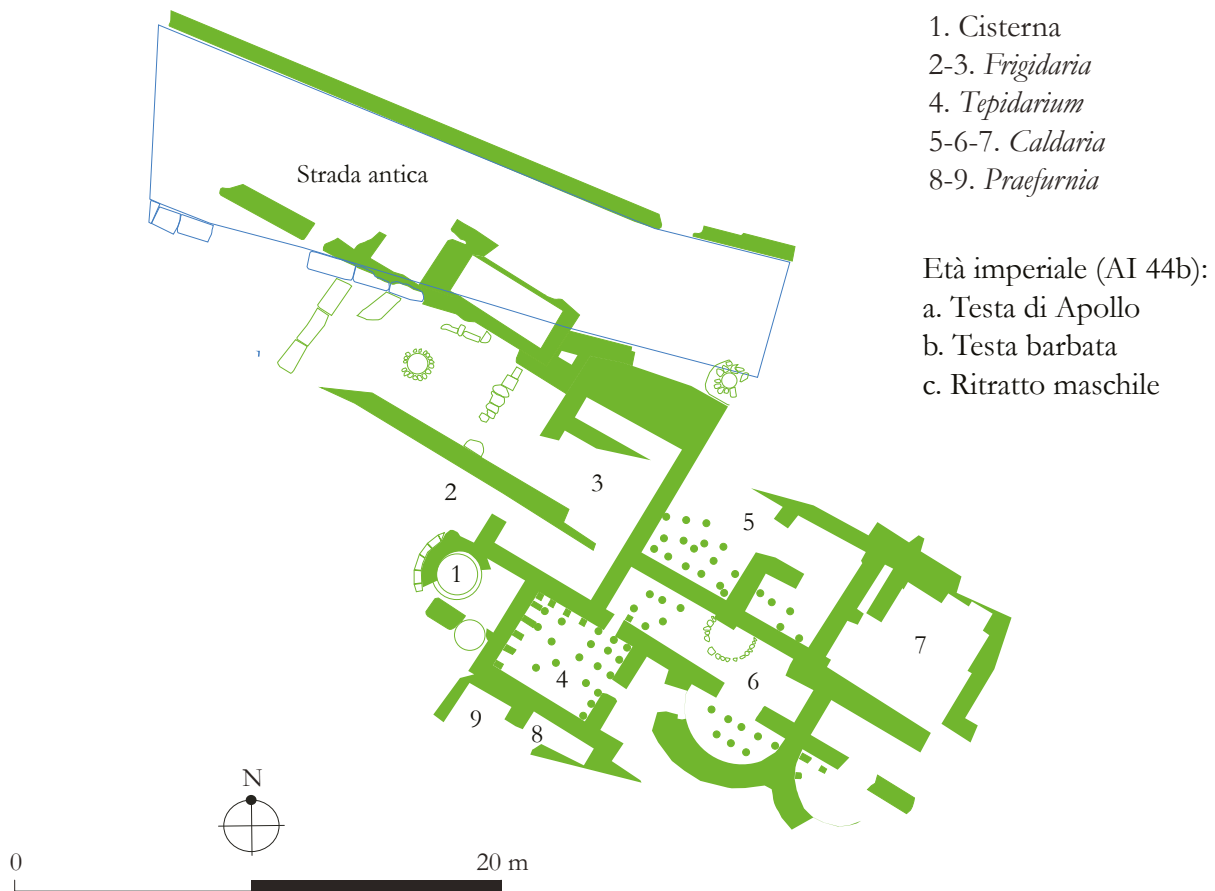 1. Cisterna
2-3. Frigidaria
4. Tepidarium
5-6-7. Caldaria
8-9. Praefurnia
Strada antica
Età imperiale (AI 44b):
a. Testa di Apollo
b. Testa barbata
c. Ritratto maschile
3
2
5
1
7
4
6
9
8
N
0
20 m